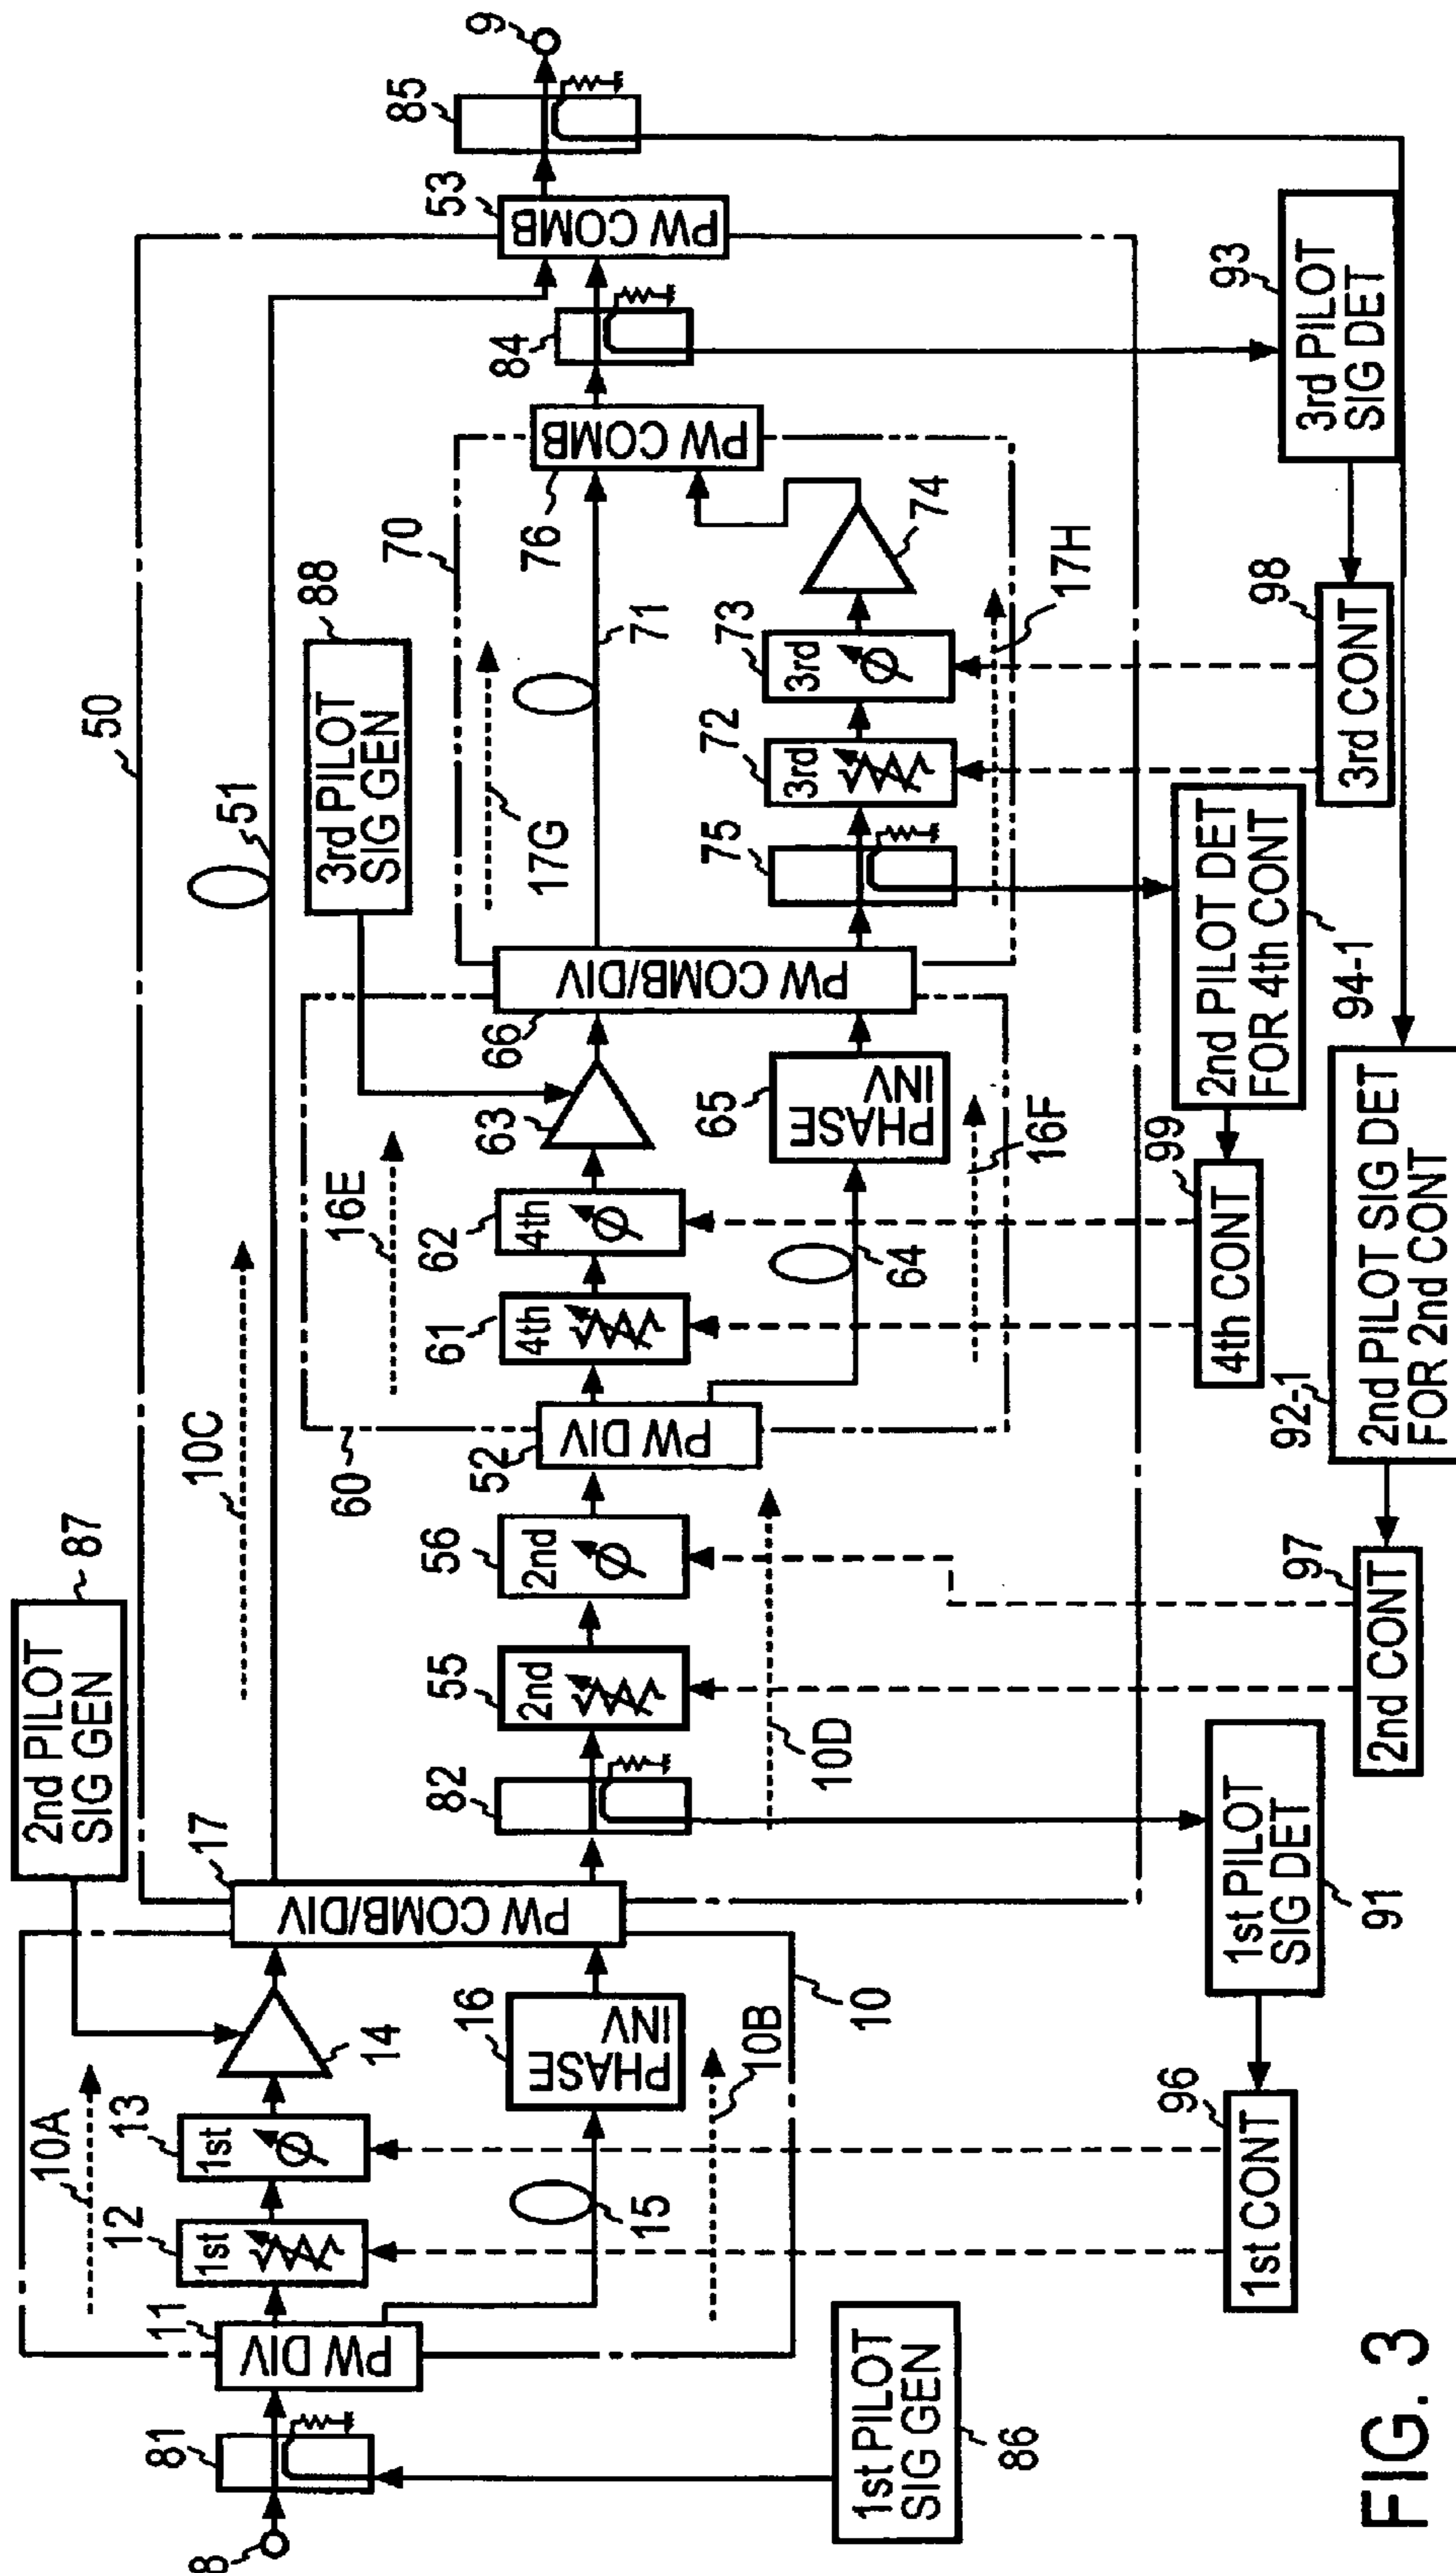 8
81
1st PILOT
SIG GEN
86
11
PW DIV
10A
12
1st
13
1st
14
15
16
PHASE
INV
10B
10
17
PW COMB/DIV
2nd PILOT
SIG GEN
87
10C
50
51
82
55
2nd
56
2nd
10D
52
PW DIV
60
61
4th
62
4th
63
16E
64
65
PHASE
INV
16F
66
PW COMB/DIV
3rd PILOT
SIG GEN
88
70
17G
71
75
72
3rd
73
3rd
74
17H
76
PW COMB
84
53
PW COMB
85
9
1st PILOT
SIG DET
91
96
1st CONT
97
2nd CONT
92-1
2nd PILOT SIG DET
FOR 2nd CONT
99
4th CONT
2nd PILOT DET
FOR 4th CONT
94-1
98
3rd CONT
93
3rd PILOT
SIG DET
FIG. 3